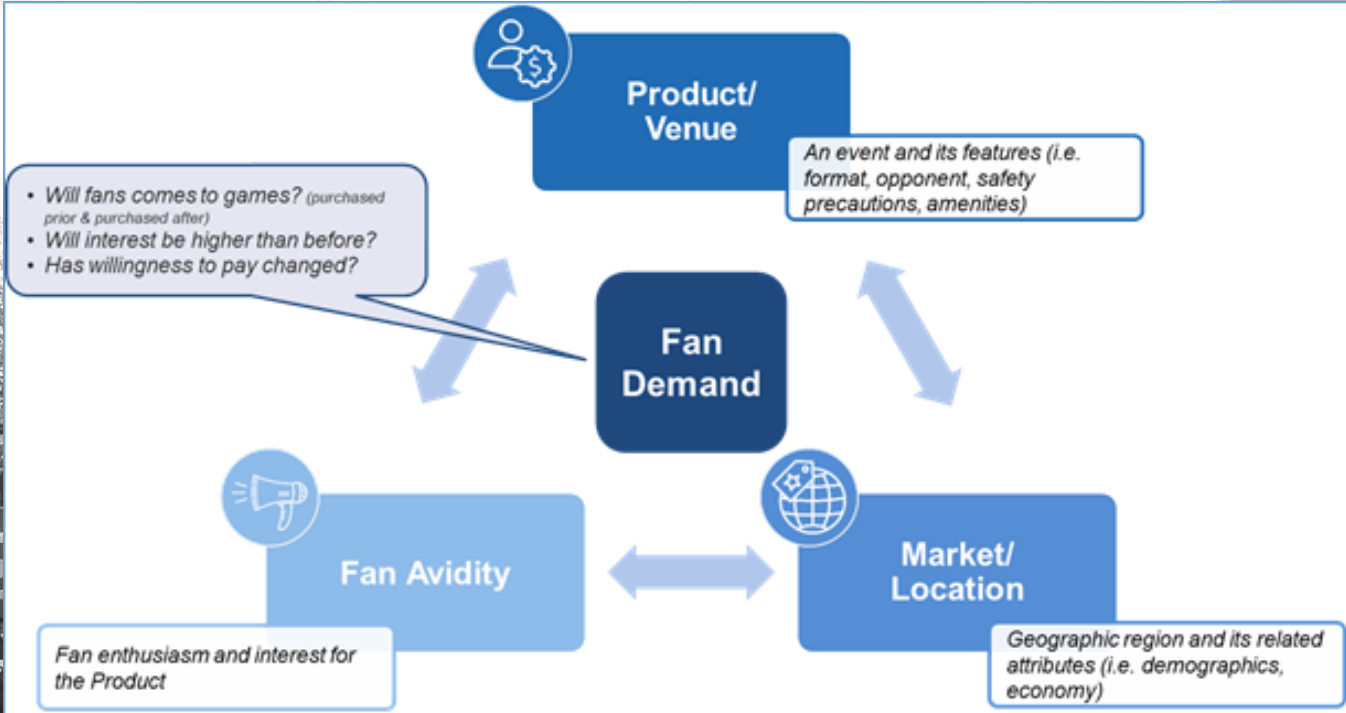 Product/
Venue
An event and its features (i.e.
format, opponent, safety
precautions, amenities)
• Will fans comes to games? (purchased
prior & purchased after)
• Will interest be higher than before?
• Has willingness to pay changed?
Fan
Demand
Fan Avidity
Fan enthusiasm and interest for
the Product
Market/
Location
Geographic region and its related
attributes (i.e. demographics,
economy)
$